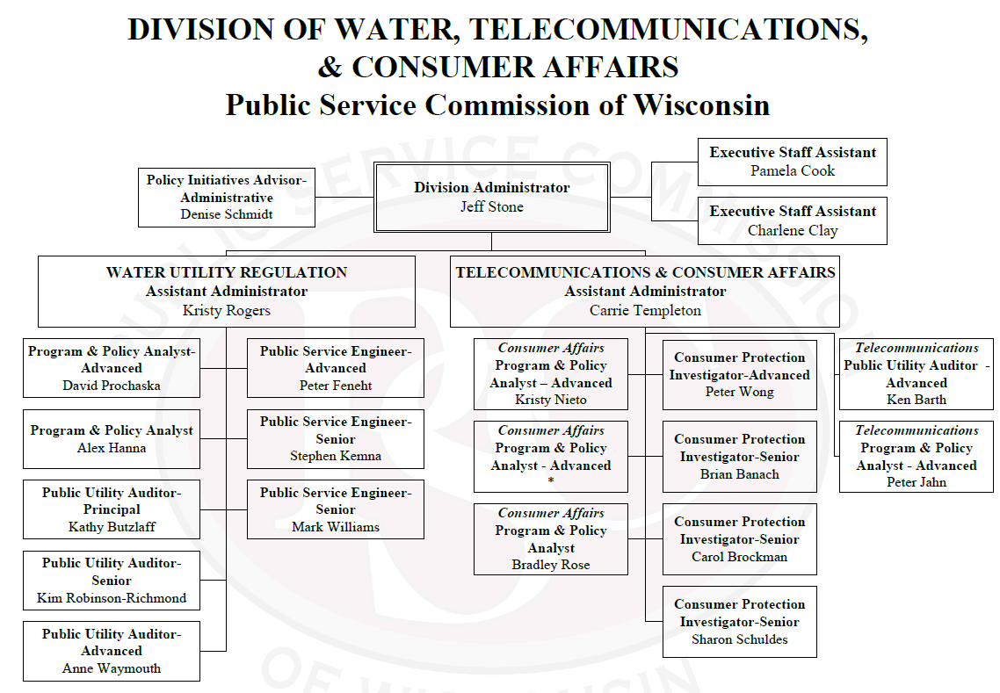 DIVISION OF WATER, TELECOMMUNICATIONS,
& CONSUMER AFFAIRS
Public Service Commission of Wisconsin
PUBLIC SERVICE COMMISSION
OF WISCONSIN
Policy Initiatives Advisor-
Administrative
Denise Schmidt
Division Administrator
Jeff Stone
Executive Staff Assistant
Pamela Cook
Executive Staff Assistant
Charlene Clay
WATER UTILITY REGULATION
Assistant Administrator
Kristy Rogers
TELECOMMUNICATIONS & CONSUMER AFFAIRS
Assistant Administrator
Carrie Templeton
Program & Policy Analyst-
Advanced
David Prochaska
Program & Policy Analyst
Alex Hanna
Public Utility Auditor-
Principal
Kathy Butzlaff
Public Utility Auditor-
Senior
Kim Robinson-Richmond
Public Utility Auditor-
Advanced
Anne Waymouth
Public Service Engineer-
Advanced
Peter Feneht
Public Service Engineer-
Senior
Stephen Kemna
Public Service Engineer-
Senior
Mark Williams
Consumer Affairs
Program & Policy
Analyst – Advanced
Kristy Nieto
Consumer Affairs
Program & Policy
Analyst - Advanced
*
Consumer Affairs
Program & Policy
Analyst
Bradley Rose
Consumer Protection
Investigator-Advanced
Peter Wong
Consumer Protection
Investigator-Senior
Brian Banach
Consumer Protection
Investigator-Senior
Carol Brockman
Consumer Protection
Investigator-Senior
Sharon Schuldes
Telecommunications
Public Utility Auditor -
Advanced
Ken Barth
Telecommunications
Program & Policy
Analyst - Advanced
Peter Jahn